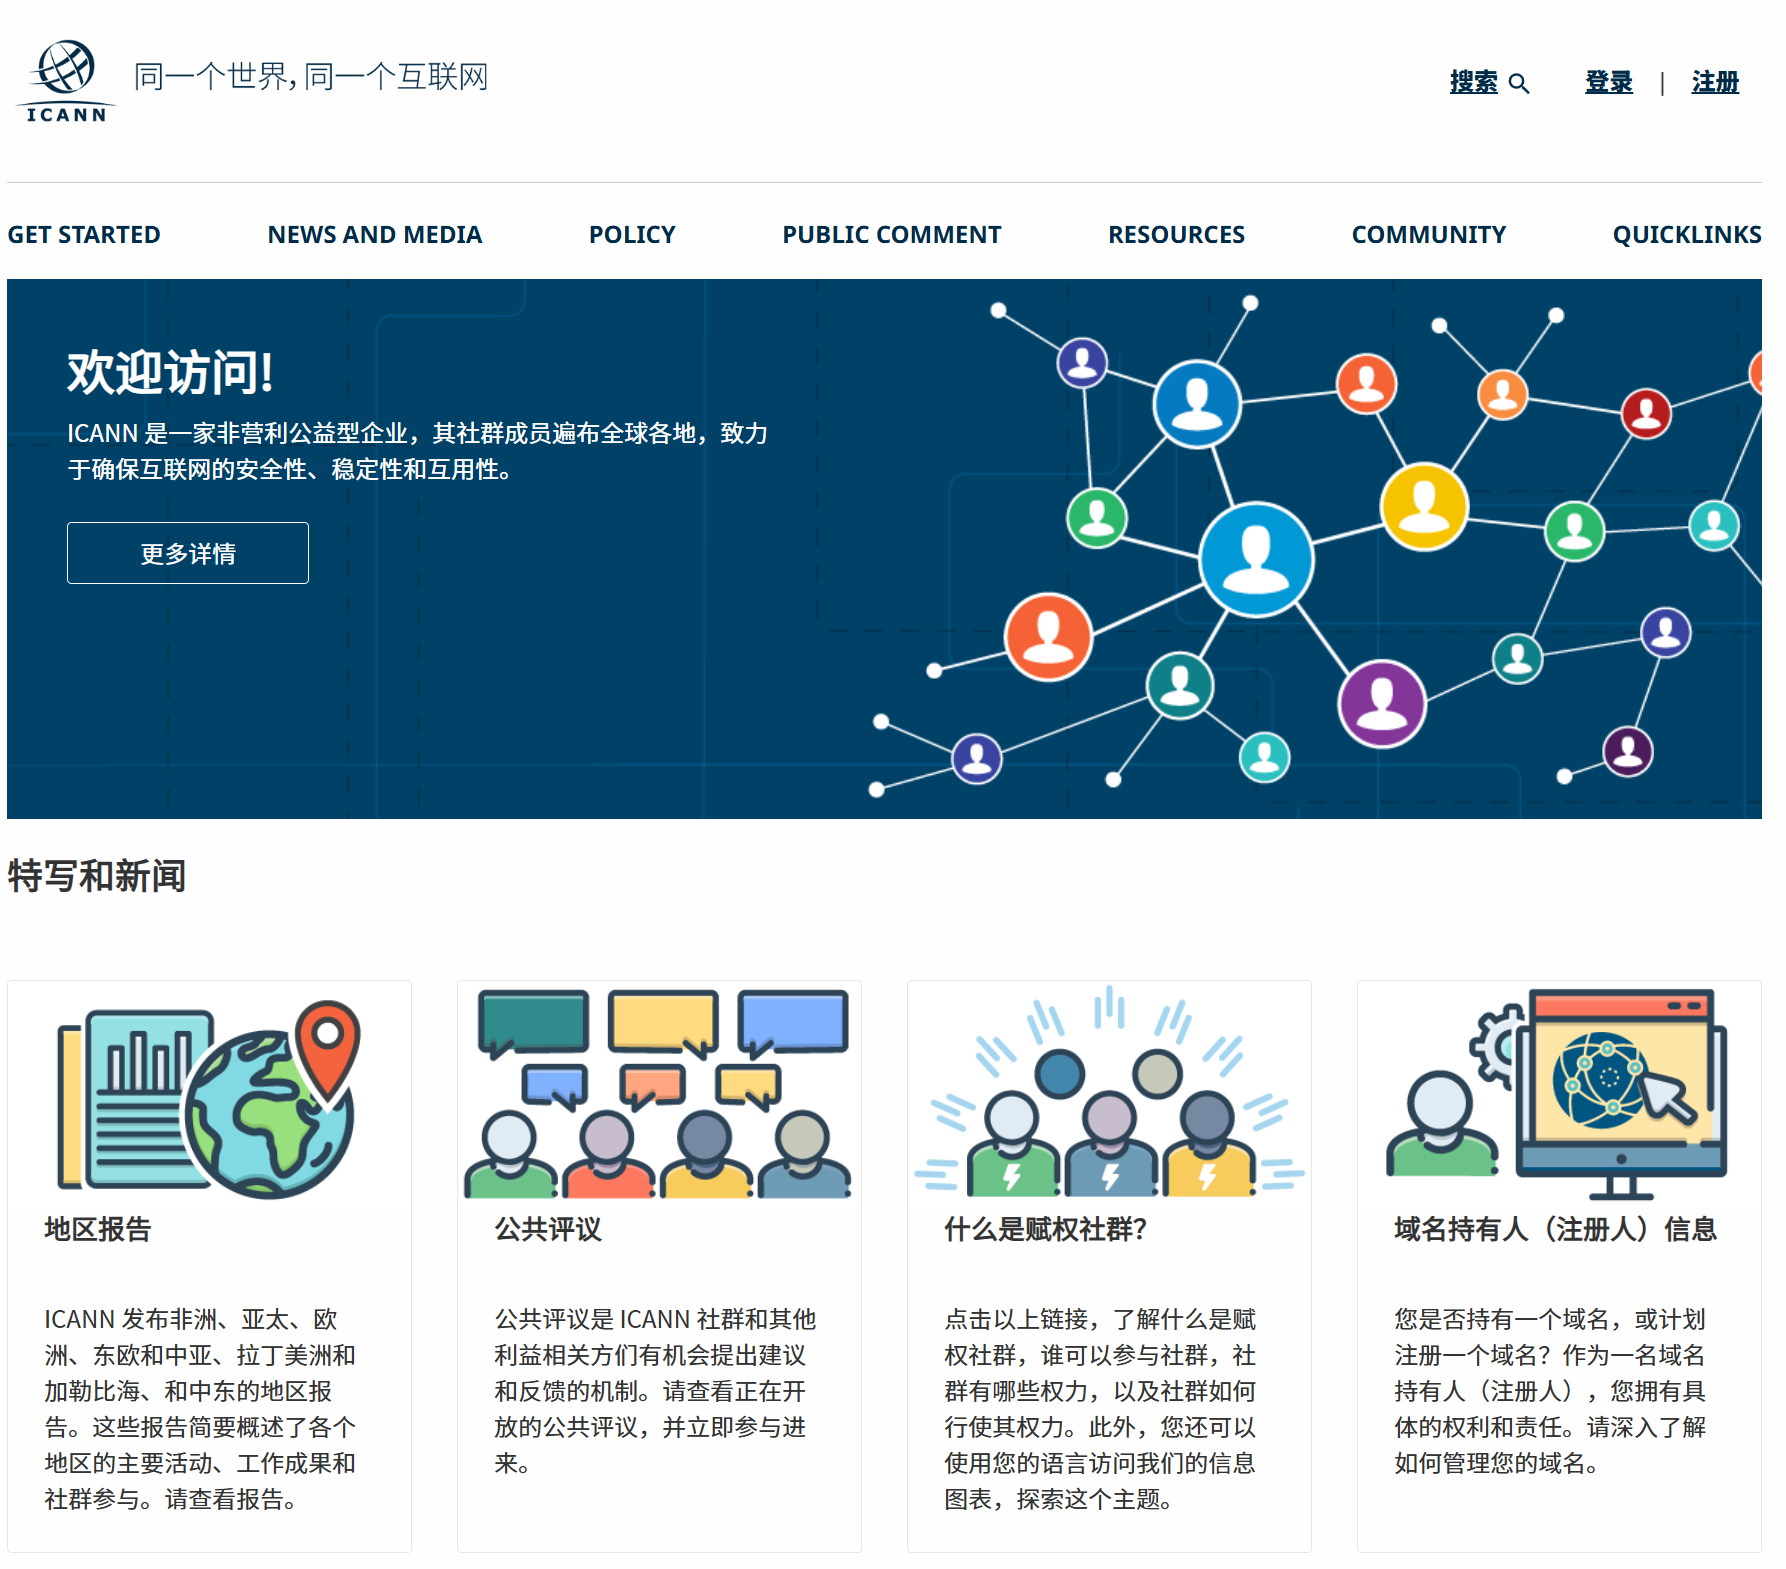 ICANN
同一个世界，同一个互联网
搜索
登录 | 注册
GET STARTED
NEWS AND MEDIA
POLICY
PUBLIC COMMENT
RESOURCES
COMMUNITY
QUICKLINKS
欢迎访问!
ICANN 是一家非营利公益型企业，其社群成员遍布全球各地，致力
于确保互联网的安全性、稳定性和互用性。
更多详情
特写和新闻
地区报告
ICANN 发布非洲、亚太、欧
洲、东欧和中亚、拉丁美洲和
加勒比海、和中东的地区报
告。这些报告简要概述了各个
地区的主要活动、工作成果和
社群参与。请查看报告。
公共评议
公共评议是 ICANN 社群和其他
利益相关方们有机会提出建议
和反馈的机制。请查看正在开
放的公共评议，并立即参与进
来。
什么是赋权社群？
点击以上链接，了解什么是赋
权社群，谁可以参与社群，社
群有哪些权力，以及社群如何
行使其权力。此外，您还可以
使用您的语言访问我们的信息
图表，探索这个主题。
域名持有人（注册人）信息
您是否持有一个域名，或计划
注册一个域名？作为一名域名
持有人（注册人），您拥有具
体的权利和责任。请深入了解
如何管理您的域名。